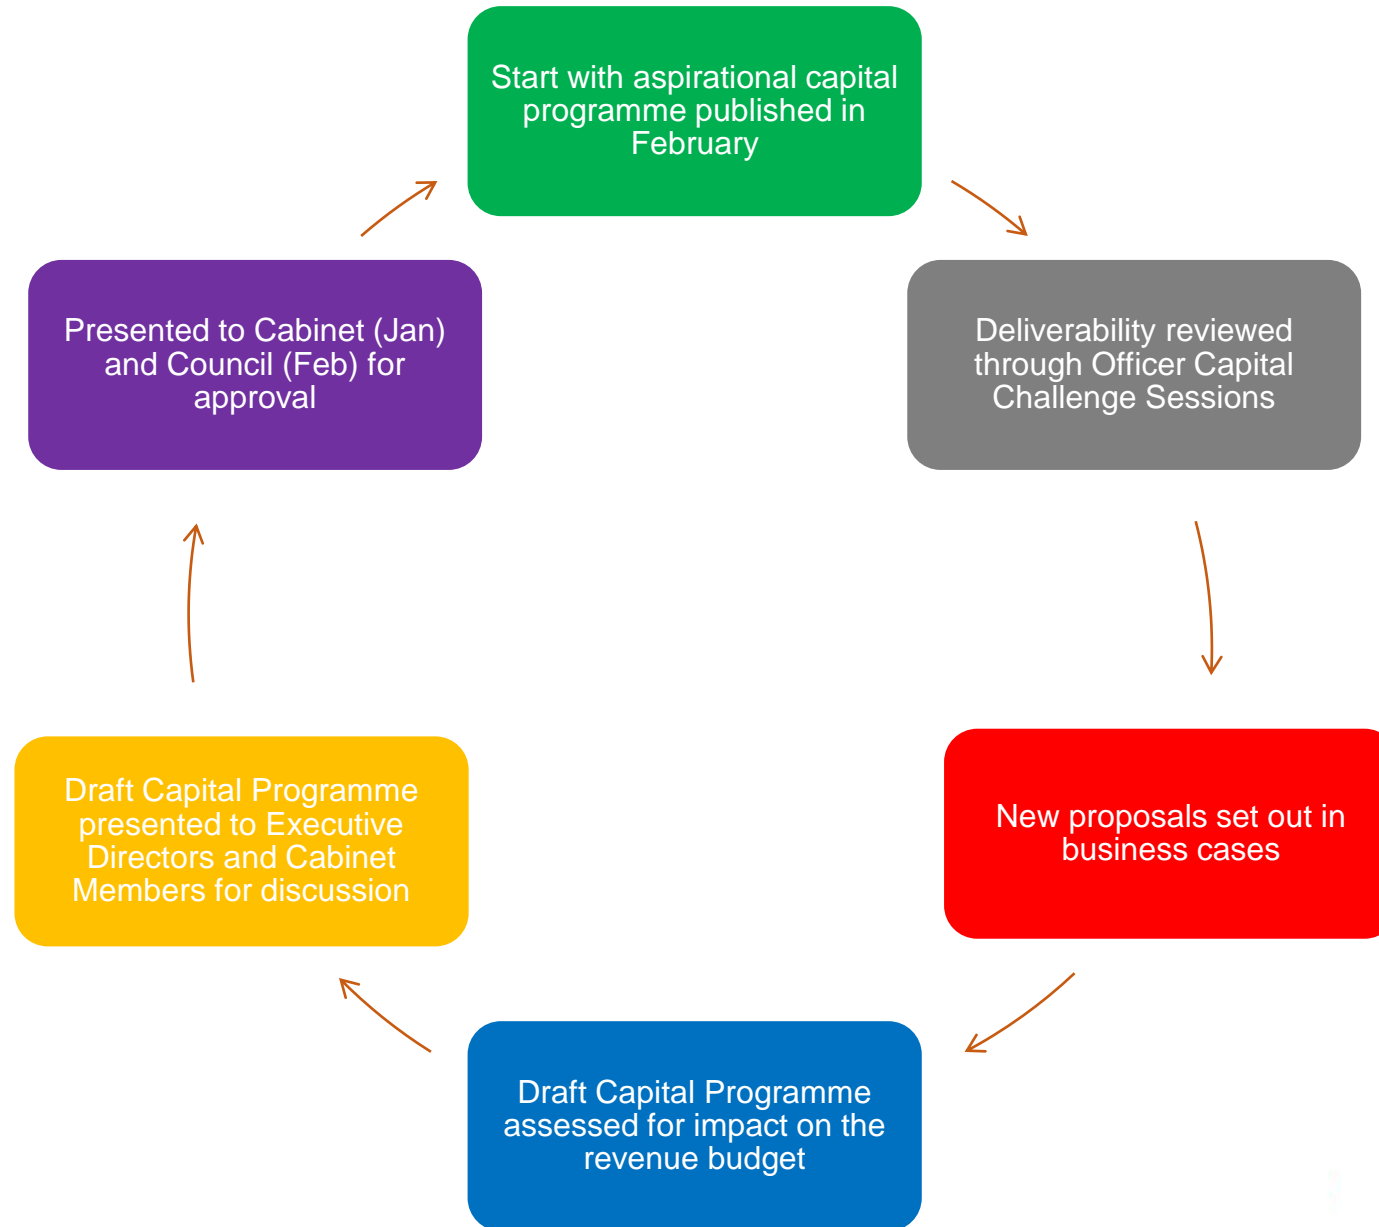 Start with aspirational capital
programme published in
February
Deliverability reviewed
through Officer Capital
Challenge Sessions
New proposals set out in
business cases
Draft Capital Programme
assessed for impact on the
revenue budget
Draft Capital Programme
presented to Executive
Directors and Cabinet
Members for discussion
Presented to Cabinet (Jan)
and Council (Feb) for
approval